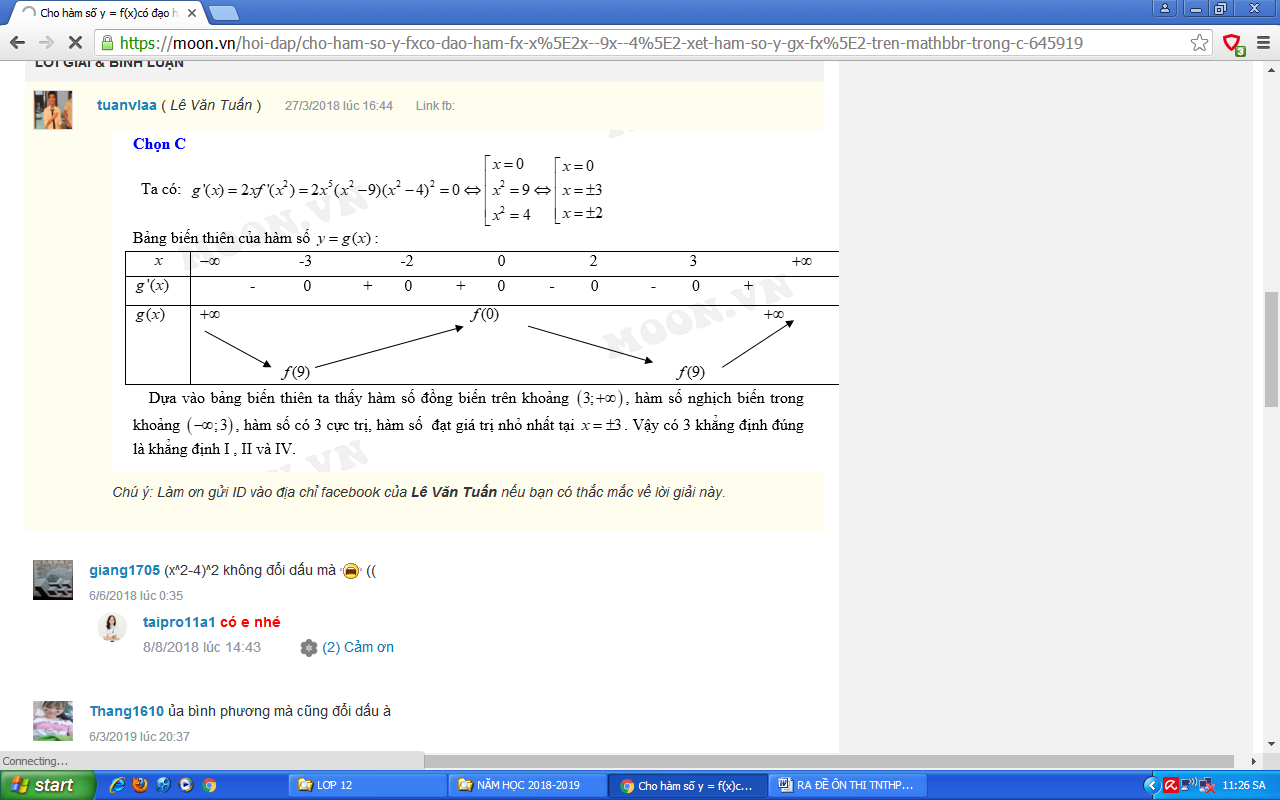 Cho hàm số y = f(x)có đạo h
https://moon.vn/hoi-dap/cho-ham-so-y-fxco-dao-ham-fx-x%5E2x--9x--4%5E2-xet-ham-so-y-gx-fx%5E2-tren-mathbbr-trong-c-645919
3
LỜI GIẢI & BÌNH LUẬN
tuanvlaa ( Lê Văn Tuấn ) 27/3/2018 lúc 16:44 Link fb:
Chọn C
Ta có: g'(x) = 2xf'(x²) = 2x⁵(x² − 9)(x² − 4)² = 0 ⇔ [ x = 0 ; x² = 9 ; x² = 4 ⇔ [ x = 0 ; x = ±3 ; x = ±2
Bảng biến thiên của hàm số y = g(x) :
x −∞ -3 -2 0 2 3 +∞
g'(x) - 0 + 0 + 0 - 0 - 0 +
g(x) +∞ f(0) +∞
f(9) f(9)
Dựa vào bảng biến thiên ta thấy hàm số đồng biến trên khoảng (3;+∞), hàm số nghịch biến trong
khoảng (−∞;3), hàm số có 3 cực trị, hàm số đạt giá trị nhỏ nhất tại x = ±3. Vậy có 3 khẳng định đúng
là khẳng định I , II và IV.
MOON.VN
MOON.VN
MOON.VN
Chú ý: Làm ơn gửi ID vào địa chỉ facebook của Lê Văn Tuấn nếu bạn có thắc mắc về lời giải này.
giang1705 (x^2-4)^2 không đổi dấu mà ((
6/6/2018 lúc 0:35
taipro11a1 có e nhé
8/8/2018 lúc 14:43 (2) Cảm ơn
Thang1610 ủa bình phương mà cũng đổi dấu à
6/3/2019 lúc 20:37
Connecting...
start LOP 12 NĂM HỌC 2018-2019 Cho hàm số y = f(x)c... RA ĐỀ ÔN THI TNTHP... 11:26 SA